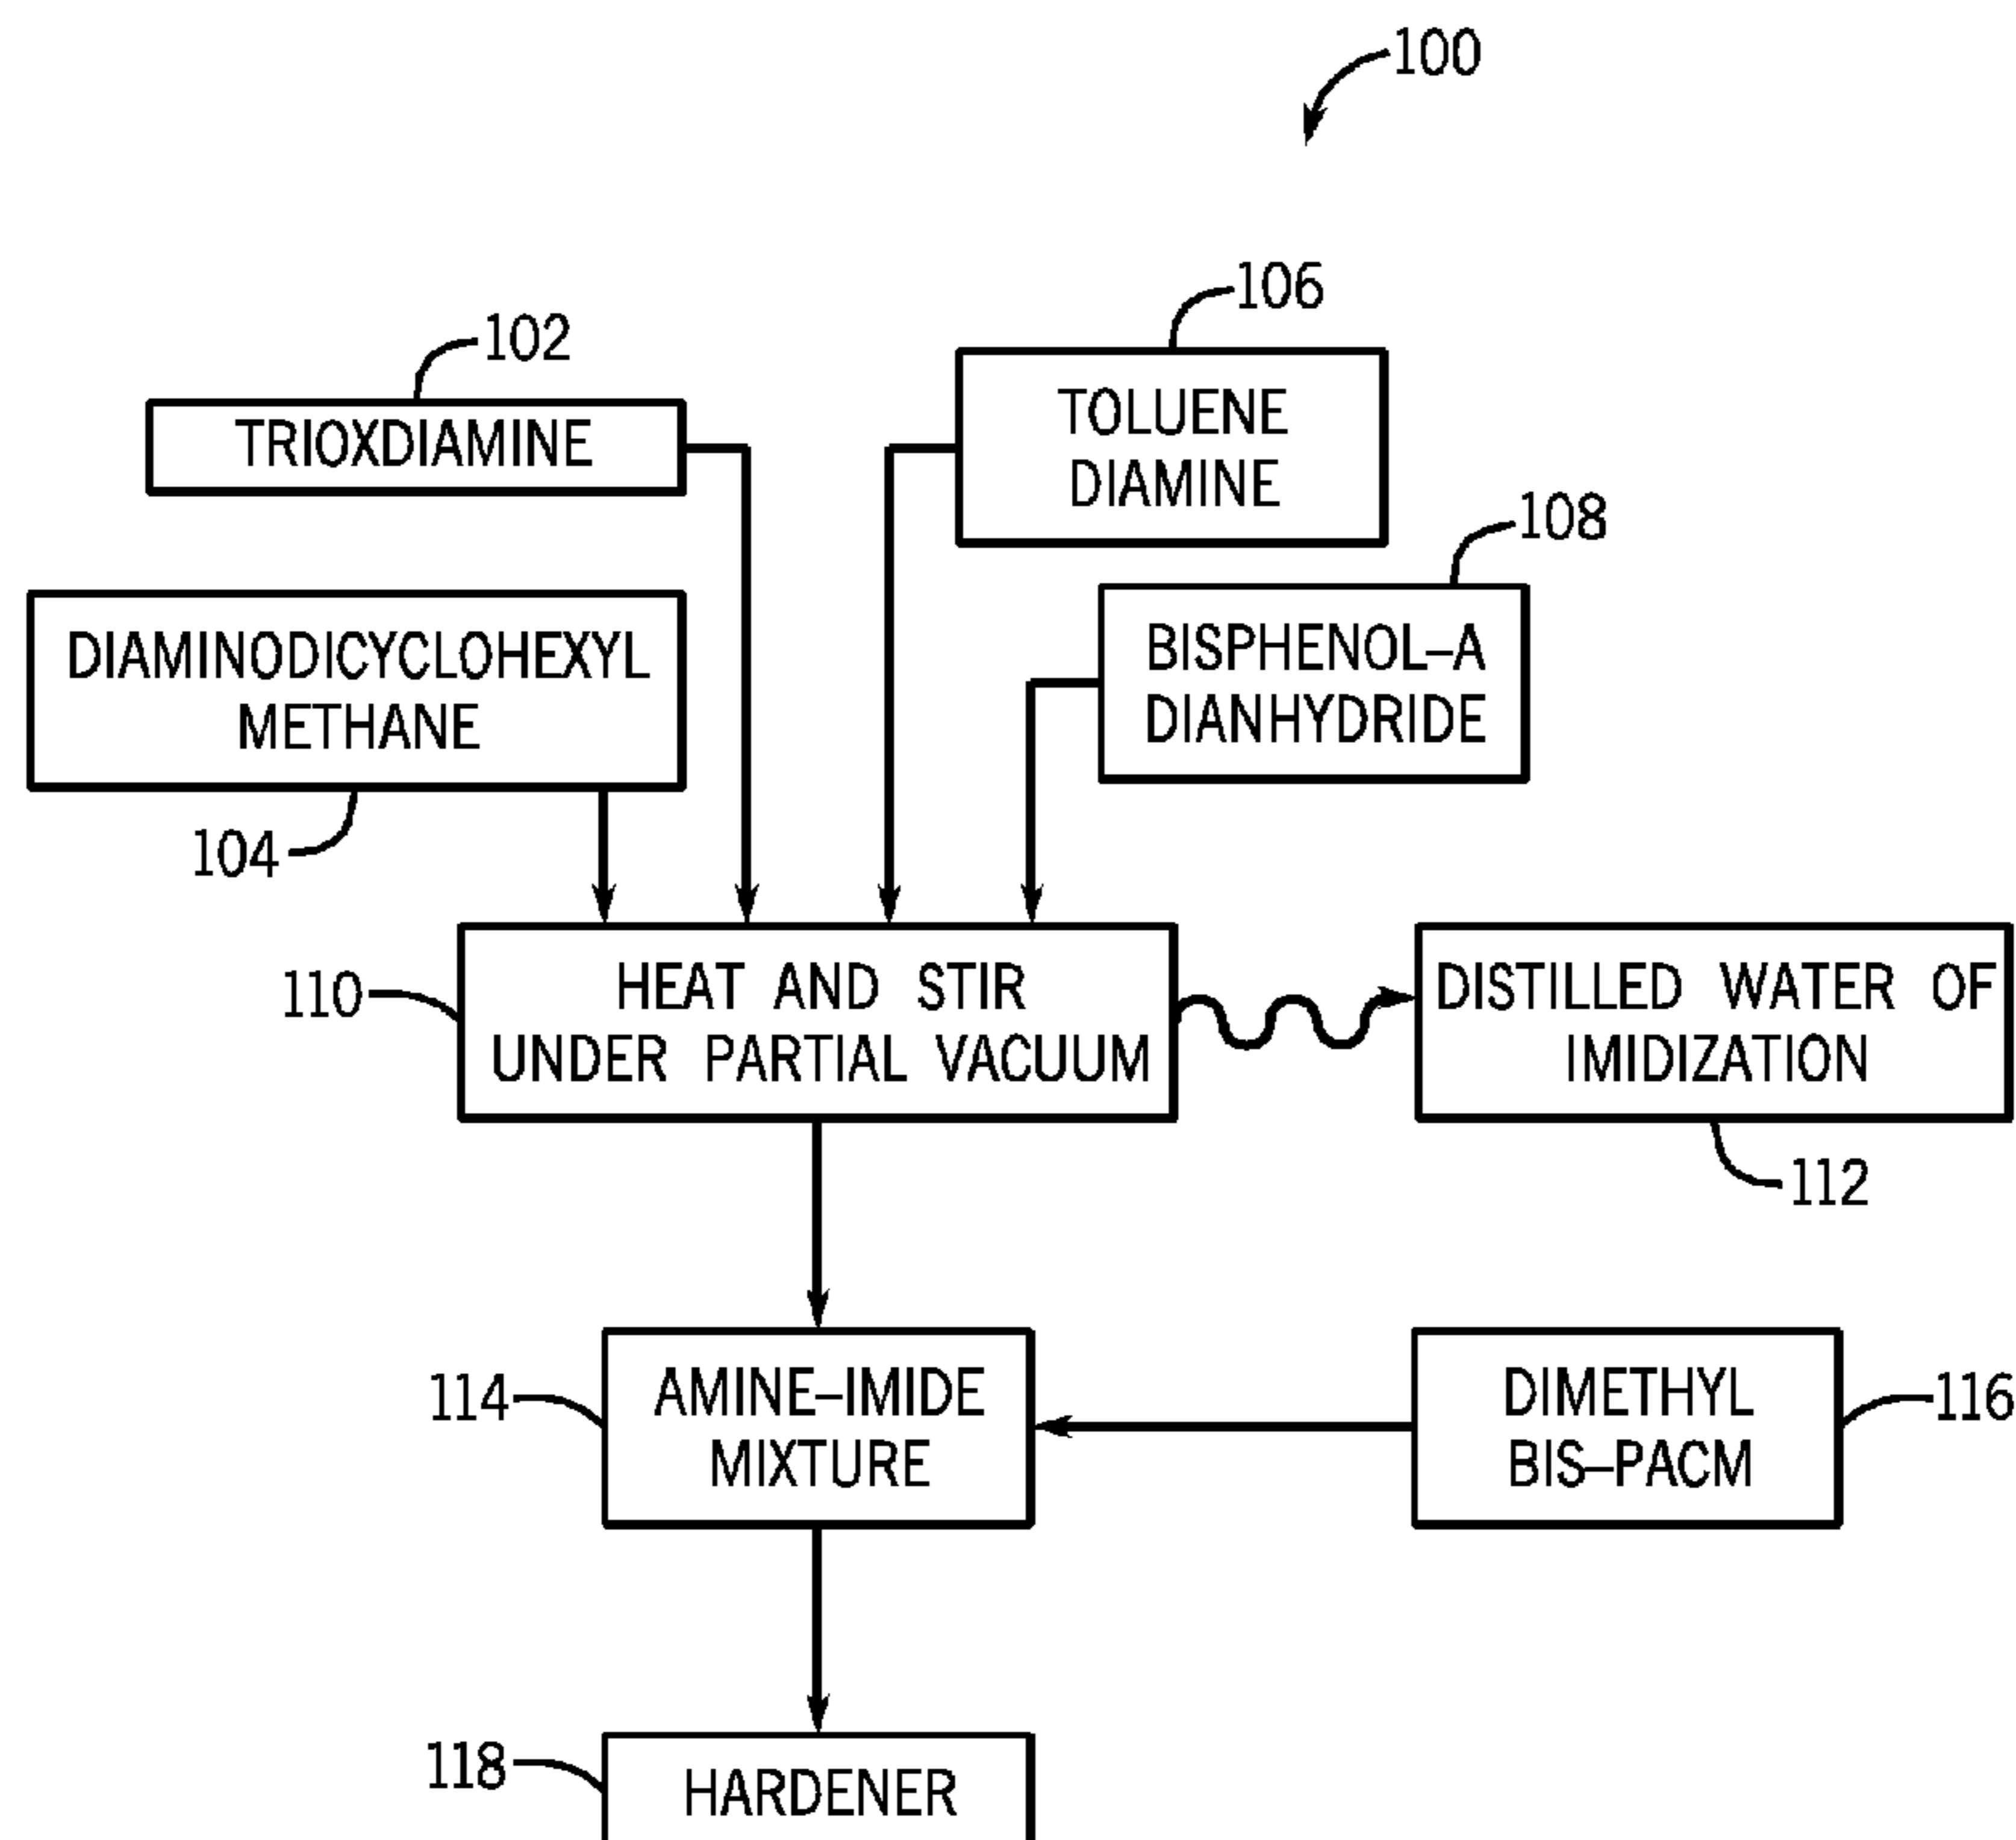 100
106
102
TOLUENE
DIAMINE
TRIOXDIAMINE
108
DIAMINODICYCLOHEXYL
METHANE
BISPHENOL–A
DIANHYDRIDE
104
110
HEAT AND STIR
UNDER PARTIAL VACUUM
DISTILLED WATER OF
IMIDIZATION
112
114
AMINE–IMIDE
MIXTURE
DIMETHYL
BIS–PACM
116
118
HARDENER